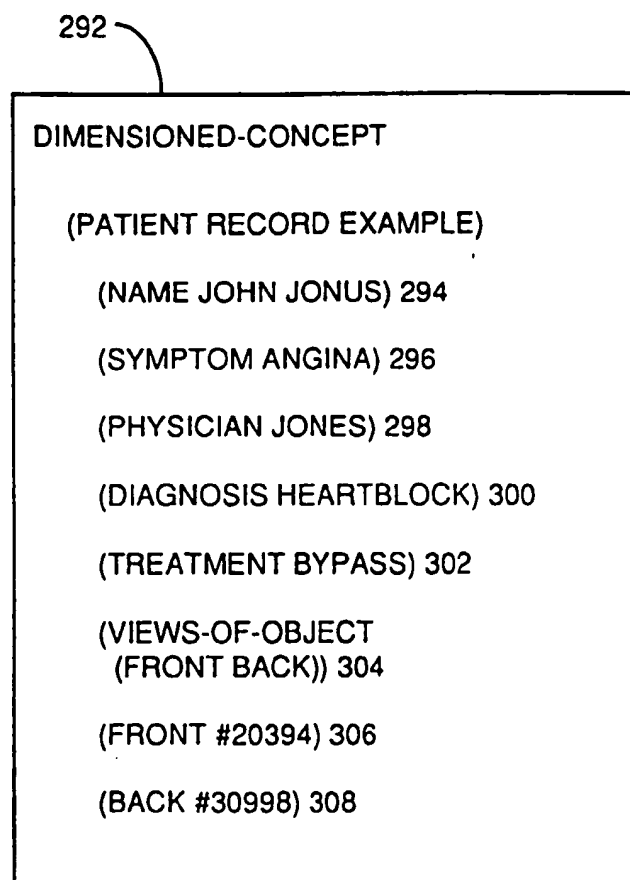 292
DIMENSIONED-CONCEPT
(PATIENT RECORD EXAMPLE)
(NAME JOHN JONUS) 294
(SYMPTOM ANGINA) 296
(PHYSICIAN JONES) 298
(DIAGNOSIS HEARTBLOCK) 300
(TREATMENT BYPASS) 302
(VIEWS-OF-OBJECT
(FRONT BACK)) 304
(FRONT #20394) 306
(BACK #30998) 308